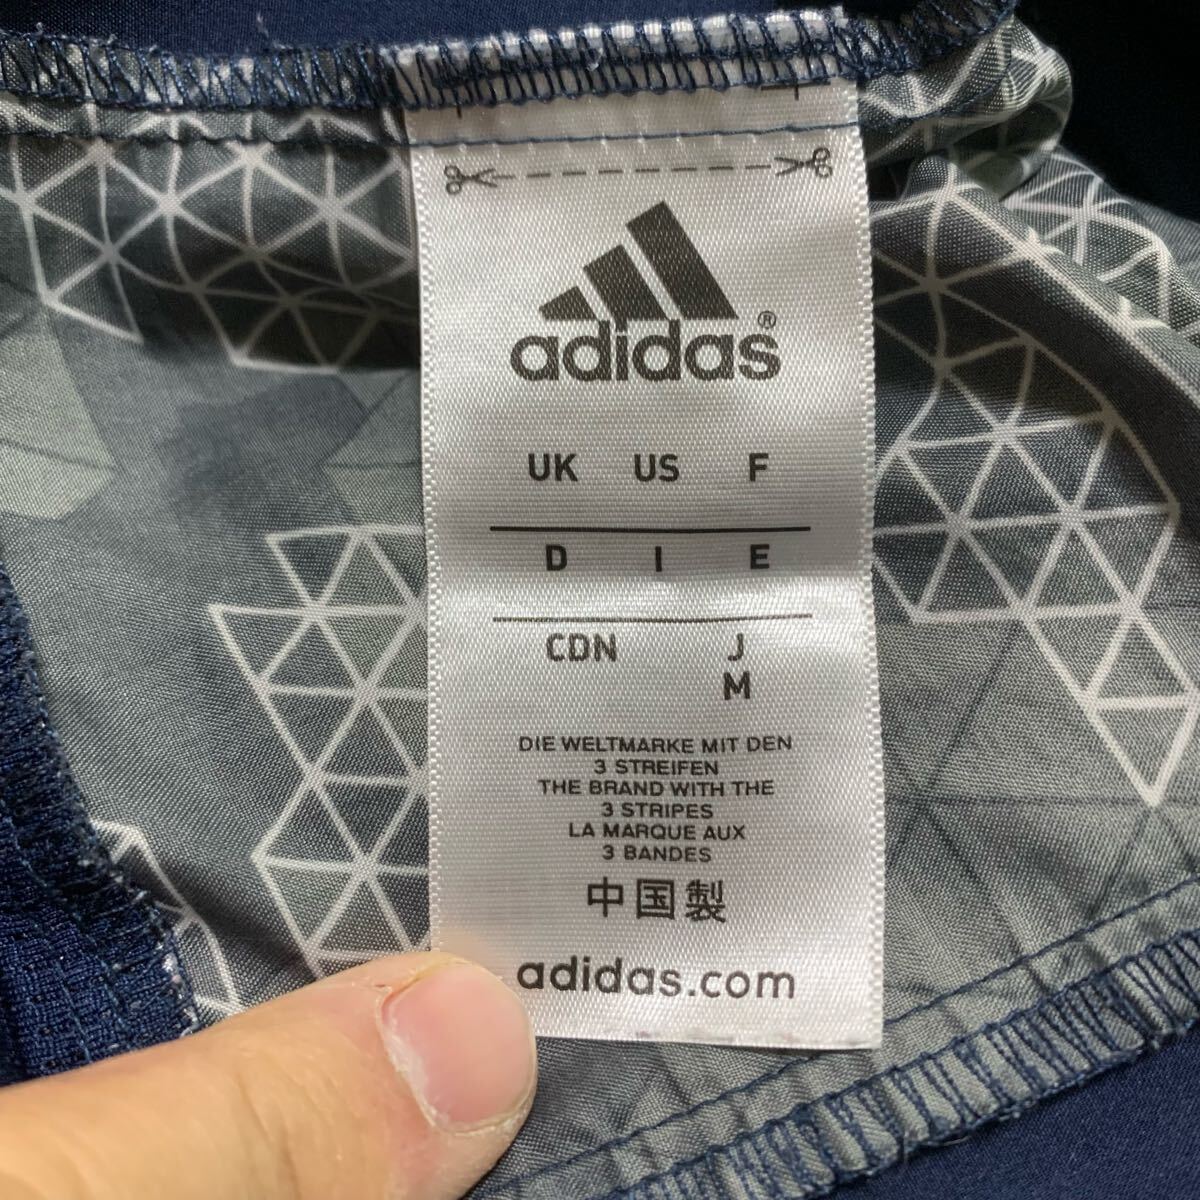 adidas®
UK US F
D I E
CDN J
M
DIE WELTMARKE MIT DEN
3 STREIFEN
THE BRAND WITH THE
3 STRIPES
LA MARQUE AUX
3 BANDES
中国製
adidas.com